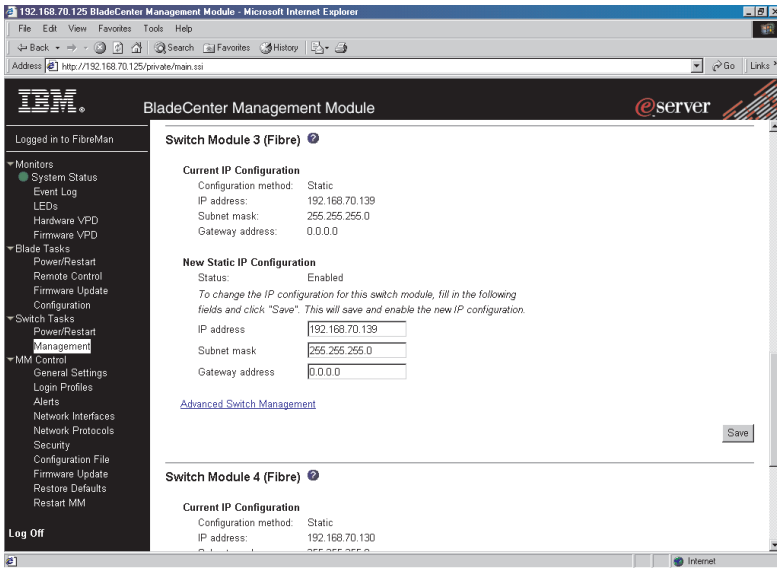 192.168.70.125 BladeCenter Management Module - Microsoft Internet Explorer
File Edit View Favorites Tools Help
Back Search Favorites History
Address http://192.168.70.125/private/main.ssi Go Links
IBM. BladeCenter Management Module @server
Logged in to FibreMan
Monitors
System Status
Event Log
LEDs
Hardware VPD
Firmware VPD
Blade Tasks
Power/Restart
Remote Control
Firmware Update
Configuration
Switch Tasks
Power/Restart
Management
MM Control
General Settings
Login Profiles
Alerts
Network Interfaces
Network Protocols
Security
Configuration File
Firmware Update
Restore Defaults
Restart MM
Log Off
Switch Module 3 (Fibre) ?
Current IP Configuration
Configuration method: Static
IP address: 192.168.70.139
Subnet mask: 255.255.255.0
Gateway address: 0.0.0.0
New Static IP Configuration
Status: Enabled
To change the IP configuration for this switch module, fill in the following
fields and click "Save". This will save and enable the new IP configuration.
IP address 192.168.70.139
Subnet mask 255.255.255.0
Gateway address 0.0.0.0
Advanced Switch Management
Save
Switch Module 4 (Fibre) ?
Current IP Configuration
Configuration method: Static
IP address: 192.168.70.130
Internet